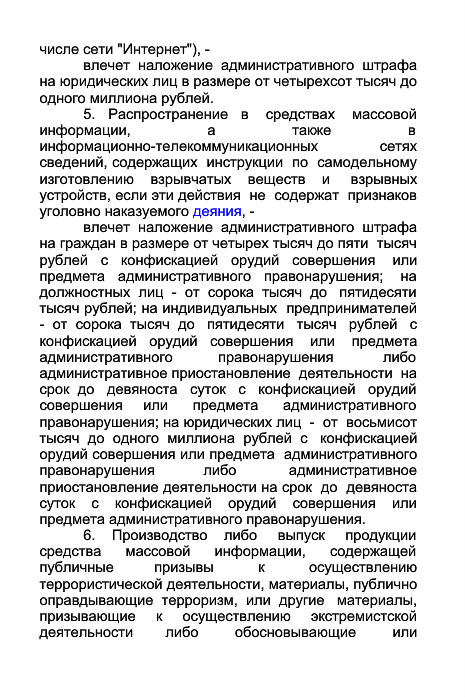 числе сети "Интернет"), -
влечет наложение административного штрафа
на юридических лиц в размере от четырехсот тысяч до
одного миллиона рублей.
5. Распространение в средствах массовой
информации, а также в
информационно-телекоммуникационных сетях
сведений, содержащих инструкции по самодельному
изготовлению взрывчатых веществ и взрывных
устройств, если эти действия не содержат признаков
уголовно наказуемого деяния, -
влечет наложение административного штрафа
на граждан в размере от четырех тысяч до пяти тысяч
рублей с конфискацией орудий совершения или
предмета административного правонарушения; на
должностных лиц - от сорока тысяч до пятидесяти
тысяч рублей; на индивидуальных предпринимателей
- от сорока тысяч до пятидесяти тысяч рублей с
конфискацией орудий совершения или предмета
административного правонарушения либо
административное приостановление деятельности на
срок до девяноста суток с конфискацией орудий
совершения или предмета административного
правонарушения; на юридических лиц - от восьмисот
тысяч до одного миллиона рублей с конфискацией
орудий совершения или предмета административного
правонарушения либо административное
приостановление деятельности на срок до девяноста
суток с конфискацией орудий совершения или
предмета административного правонарушения.
6. Производство либо выпуск продукции
средства массовой информации, содержащей
публичные призывы к осуществлению
террористической деятельности, материалы, публично
оправдывающие терроризм, или другие материалы,
призывающие к осуществлению экстремистской
деятельности либо обосновывающие или